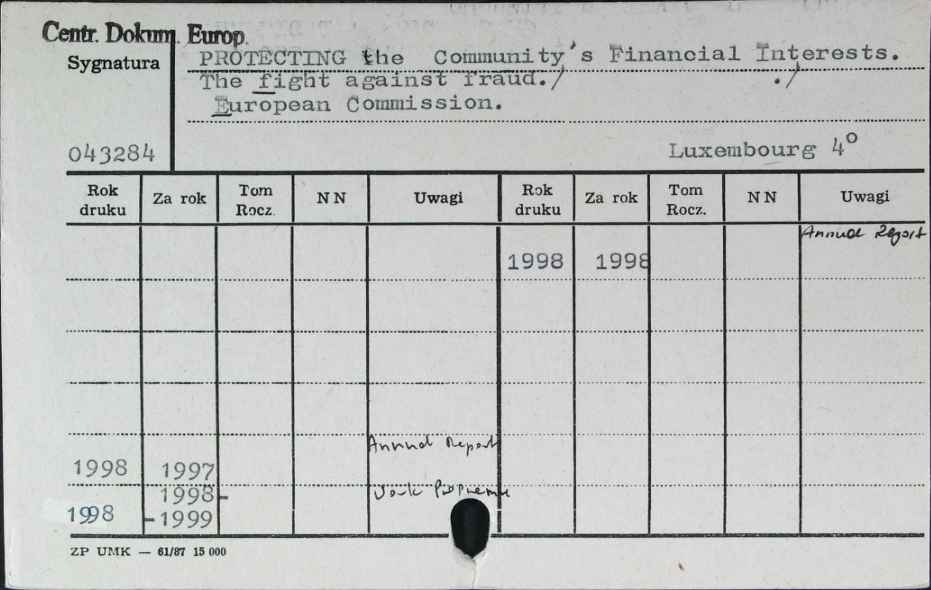 Centr. Dokum. Europ.
Sygnatura
PROTECTING the Community's Financial Interests.
The fight against fraud./ ./
European Commission.
043284
Luxembourg 4°
Rok druku Za rok Tom Rocz. NN Uwagi Rok druku Za rok Tom Rocz. NN Uwagi
Annual Report
1998 1998
Annual Report
1998 1997
1998-
Work Programme
1998 -1999
ZP UMK — 61/87 15 000